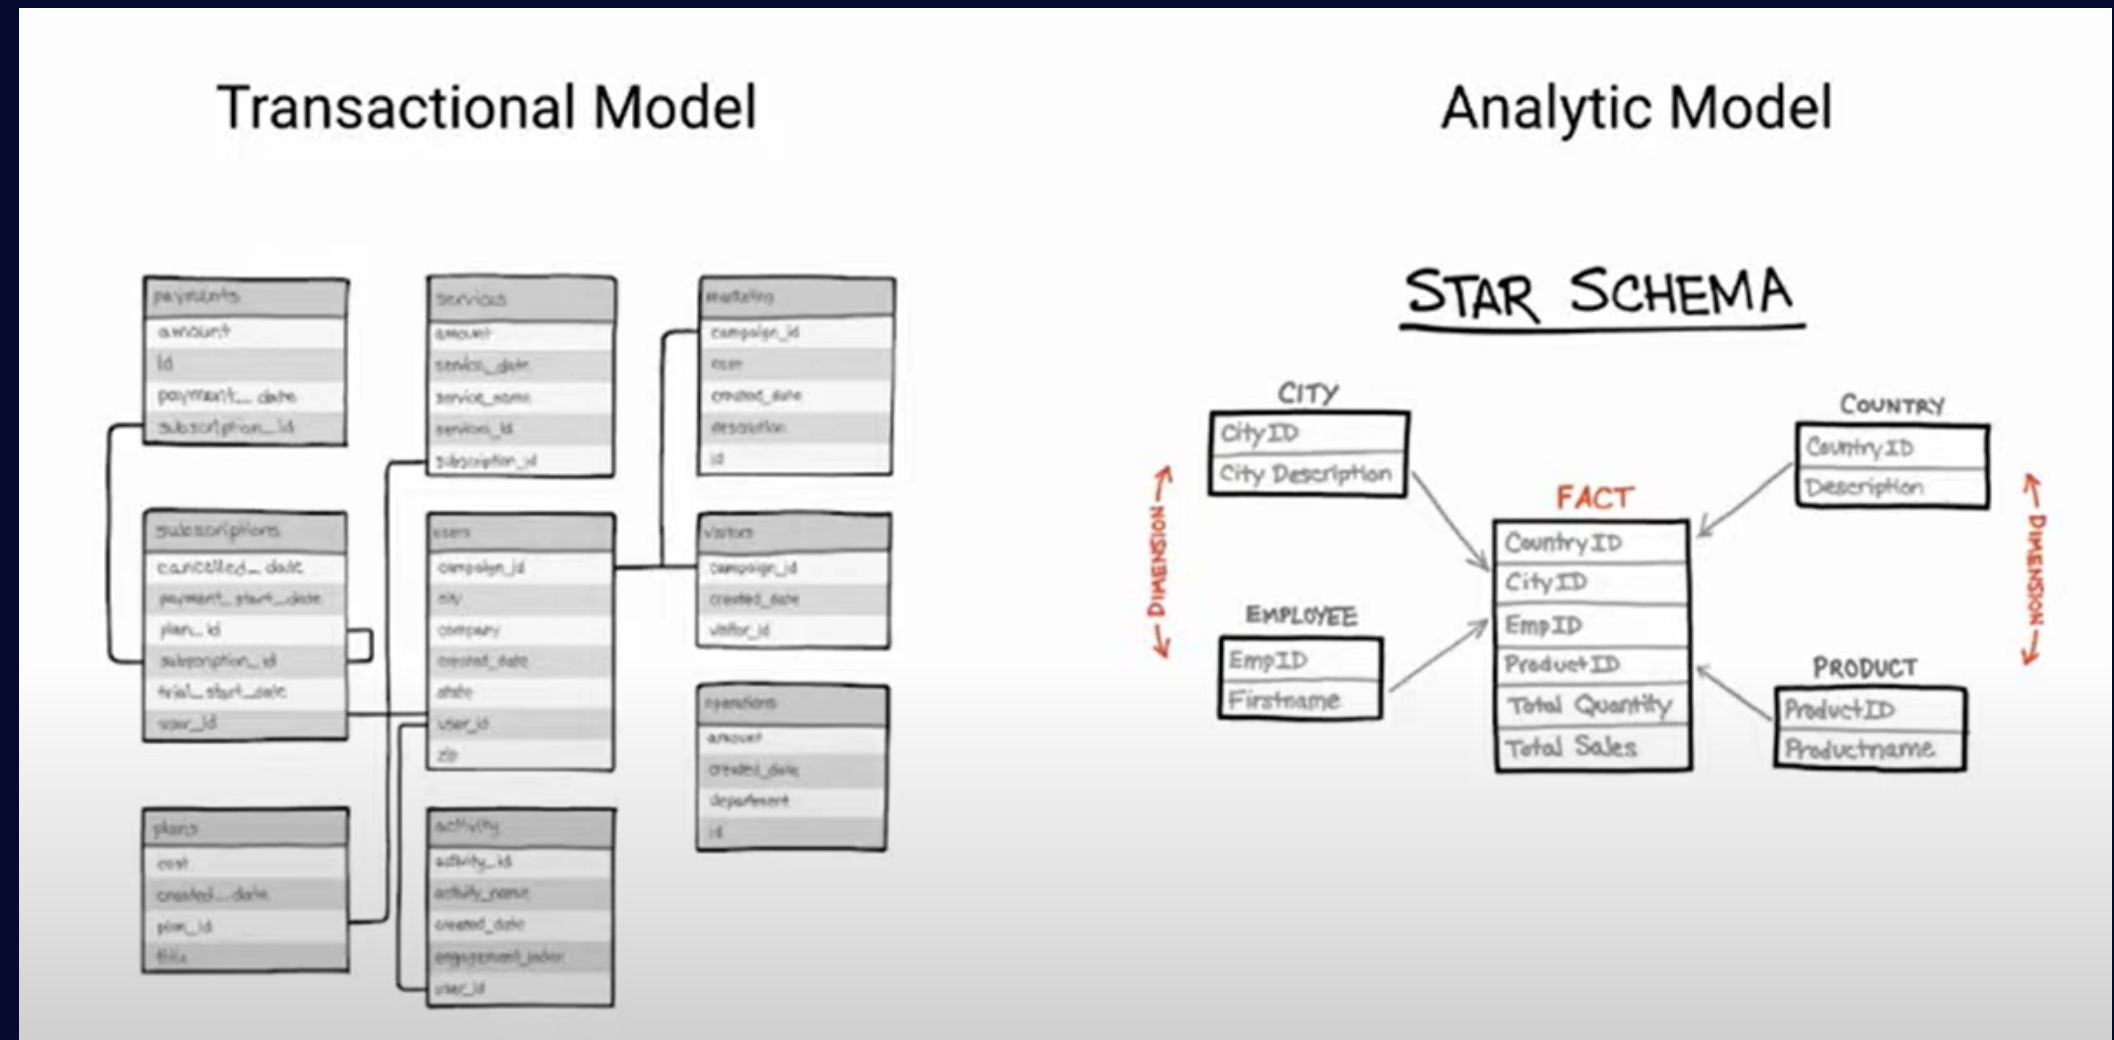 Transactional Model
payments
amount
id
payment_date
subscription_id
subscriptions
cancelled_date
payment_start_date
plan_id
subscription_id
trial_start_date
user_id
plans
cost
created_date
plan_id
title
services
amount
service_date
service_name
services_id
subscription_id
users
campaign_id
city
company
created_date
state
user_id
zip
activity
activity_id
activity_name
created_date
engagement_index
user_id
marketing
campaign_id
cost
created_date
description
id
visitors
campaign_id
created_date
visitor_id
operations
amount
created_date
department
id
Analytic Model
STAR SCHEMA
← DIMENSION →
CITY
CityID
City Description
EMPLOYEE
EmpID
Firstname
FACT
CountryID
CityID
EmpID
ProductID
Total Quantity
Total Sales
COUNTRY
CountryID
Description
PRODUCT
ProductID
Productname
← DIMENSION →